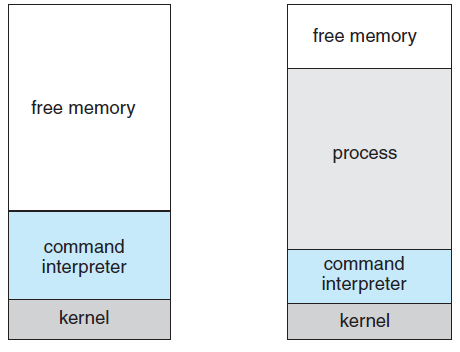 free memory
command
interpreter
kernel
free memory
process
command
interpreter
kernel